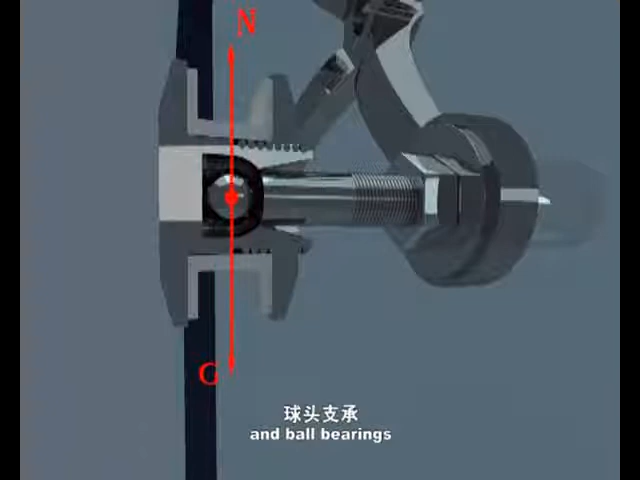 N
G
球头支承
and ball bearings